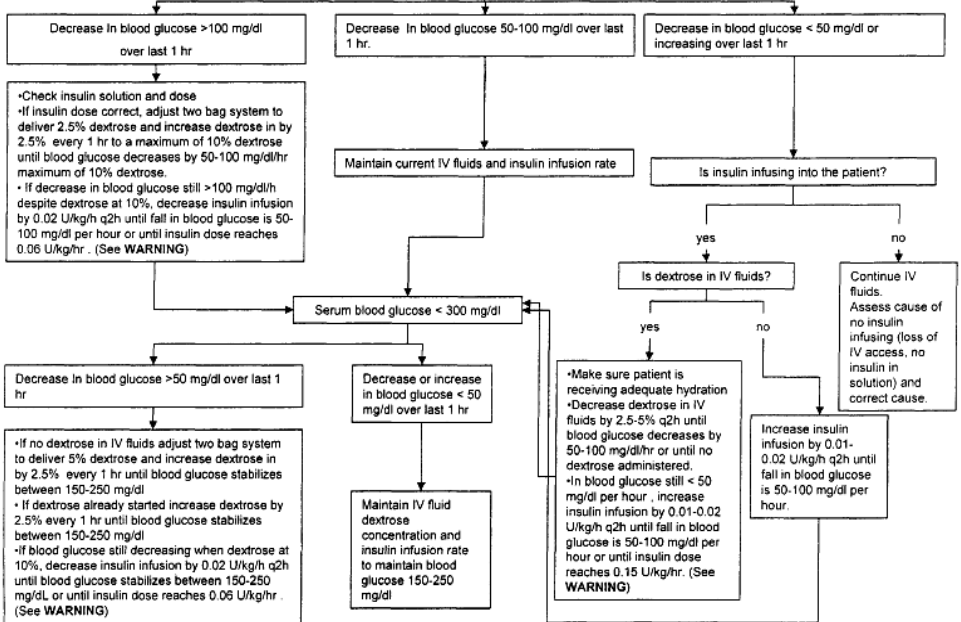 Decrease In blood glucose >100 mg/dl
over last 1 hr
Decrease In blood glucose 50-100 mg/dl over last
1 hr.
Decrease in blood glucose < 50 mg/dl or
increasing over last 1 hr
•Check insulin solution and dose
•If insulin dose correct, adjust two bag system to
deliver 2.5% dextrose and increase dextrose in by
2.5% every 1 hr to a maximum of 10% dextrose
until blood glucose decreases by 50-100 mg/dl/hr
maximum of 10% dextrose.
• If decrease in blood glucose still >100 mg/dl/h
despite dextrose at 10%, decrease insulin infusion
by 0.02 U/kg/h q2h until fall in blood glucose is 50-
100 mg/dl per hour or until insulin dose reaches
0.06 U/kg/hr . (See WARNING)
Maintain current IV fluids and insulin infusion rate
Is insulin infusing into the patient?
yes
no
Is dextrose in IV fluids?
Continue IV
fluids.
Assess cause of
no insulin
infusing (loss of
IV access, no
insulin in
solution) and
correct cause.
Serum blood glucose < 300 mg/dl
yes
no
Decrease In blood glucose >50 mg/dl over last 1
hr
Decrease or increase
in blood glucose < 50
mg/dl over last 1 hr
•Make sure patient is
receiving adequate hydration
•Decrease dextrose in IV
fluids by 2.5-5% q2h until
blood glucose decreases by
50-100 mg/dl/hr or until no
dextrose administered.
•In blood glucose still < 50
mg/dl per hour , increase
insulin infusion by 0.01-0.02
U/kg/h q2h until fall in blood
glucose is 50-100 mg/dl per
hour or until insulin dose
reaches 0.15 U/kg/hr. (See
WARNING)
Increase insulin
infusion by 0.01-
0.02 U/kg/h q2h until
fall in blood glucose
is 50-100 mg/dl per
hour.
•If no dextrose in IV fluids adjust two bag system
to deliver 5% dextrose and increase dextrose in
by 2.5% every 1 hr until blood glucose stabilizes
between 150-250 mg/dl
• If dextrose already started increase dextrose by
2.5% every 1 hr until blood glucose stabilizes
between 150-250 mg/dl
•If blood glucose still decreasing when dextrose at
10%, decrease insulin infusion by 0.02 U/kg/h q2h
until blood glucose stabilizes between 150-250
mg/dL or until insulin dose reaches 0.06 U/kg/hr .
(See WARNING)
Maintain IV fluid
dextrose
concentration and
insulin infusion rate
to maintain blood
glucose 150-250
mg/dl